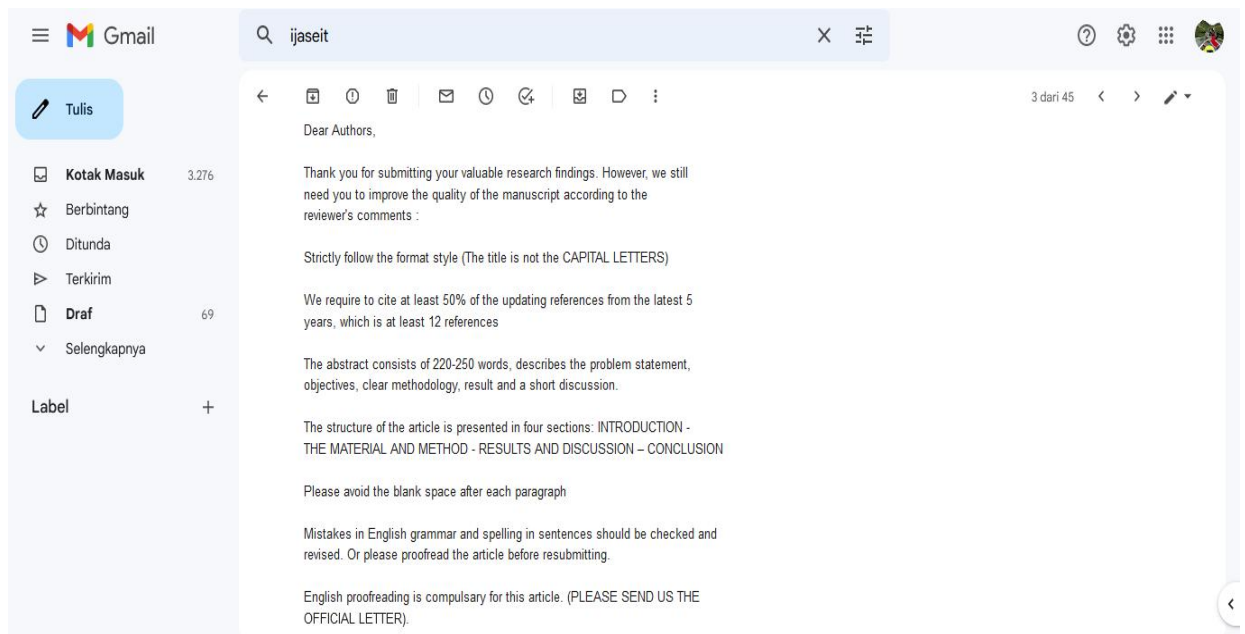 Gmail
ijaseit
Tulis
3 dari 45
Kotak Masuk 3.276
Berbintang
Ditunda
Terkirim
Draf 69
Selengkapnya
Label
Dear Authors,
Thank you for submitting your valuable research findings. However, we still
need you to improve the quality of the manuscript according to the
reviewer's comments :
Strictly follow the format style (The title is not the CAPITAL LETTERS)
We require to cite at least 50% of the updating references from the latest 5
years, which is at least 12 references
The abstract consists of 220-250 words, describes the problem statement,
objectives, clear methodology, result and a short discussion.
The structure of the article is presented in four sections: INTRODUCTION -
THE MATERIAL AND METHOD - RESULTS AND DISCUSSION – CONCLUSION
Please avoid the blank space after each paragraph
Mistakes in English grammar and spelling in sentences should be checked and
revised. Or please proofread the article before resubmitting.
English proofreading is compulsary for this article. (PLEASE SEND US THE
OFFICIAL LETTER).